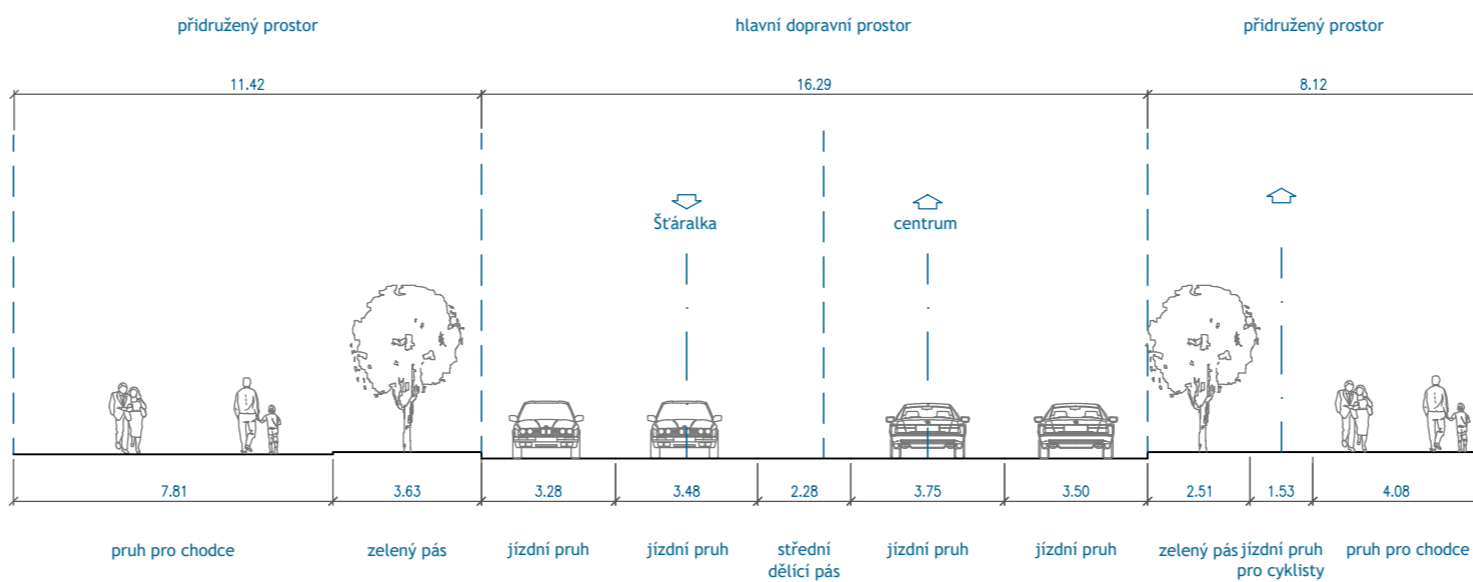 přidružený prostor hlavní dopravní prostor přidružený prostor
11.42 16.29 8.12
Šťáralka centrum
7.81 3.63 3.28 3.48 2.28 3.75 3.50 2.51 1.53 4.08
pruh pro chodce zelený pás jízdní pruh jízdní pruh střední jízdní pruh jízdní pruh zelený pás jízdní pruh pruh pro chodce
dělící pás pro cyklisty